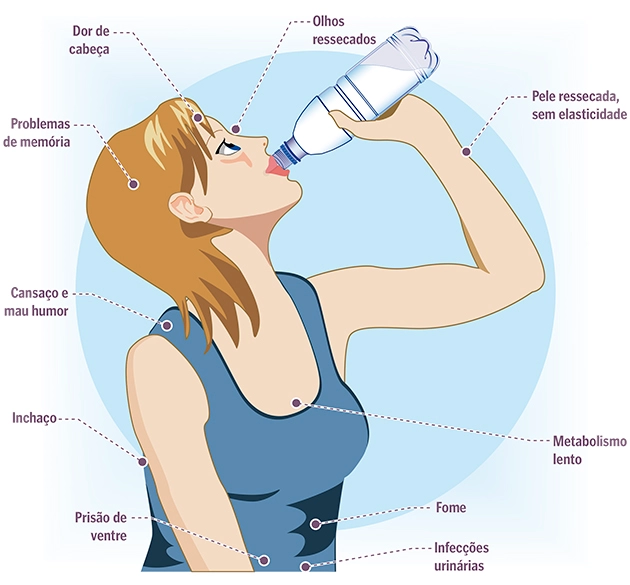 Dor de
cabeça
Olhos
ressecados
Pele ressecada,
sem elasticidade
Problemas
de memória
Cansaço e
mau humor
Inchaço
Metabolismo
lento
Prisão de
ventre
Fome
Infecções
urinárias